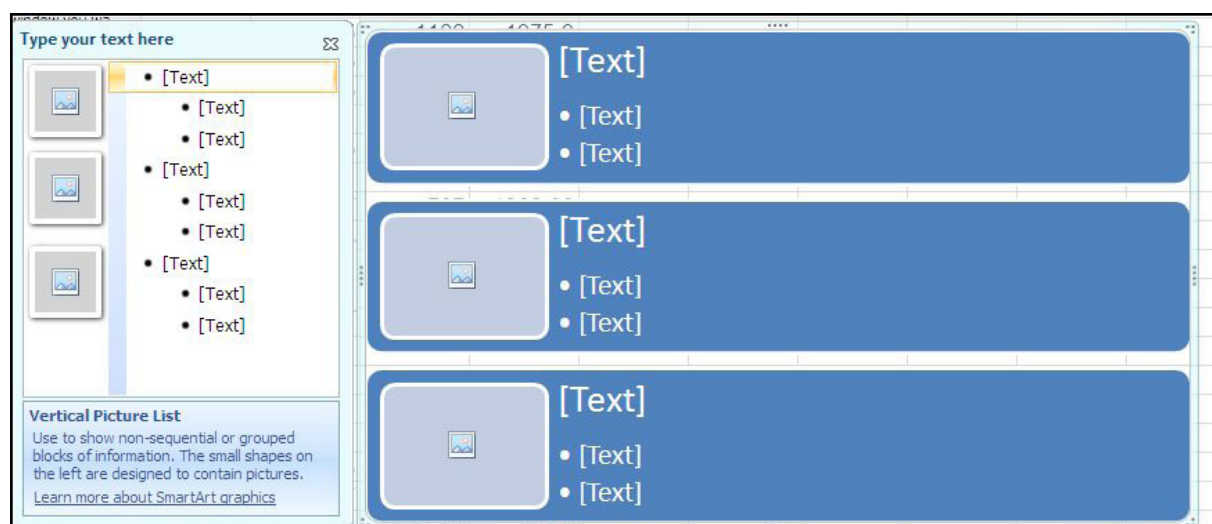 Type your text here
• [Text]
• [Text]
• [Text]
• [Text]
• [Text]
• [Text]
• [Text]
• [Text]
• [Text]
Vertical Picture List
Use to show non-sequential or grouped
blocks of information. The small shapes on
the left are designed to contain pictures.
Learn more about SmartArt graphics
[Text]
• [Text]
• [Text]
[Text]
• [Text]
• [Text]
[Text]
• [Text]
• [Text]